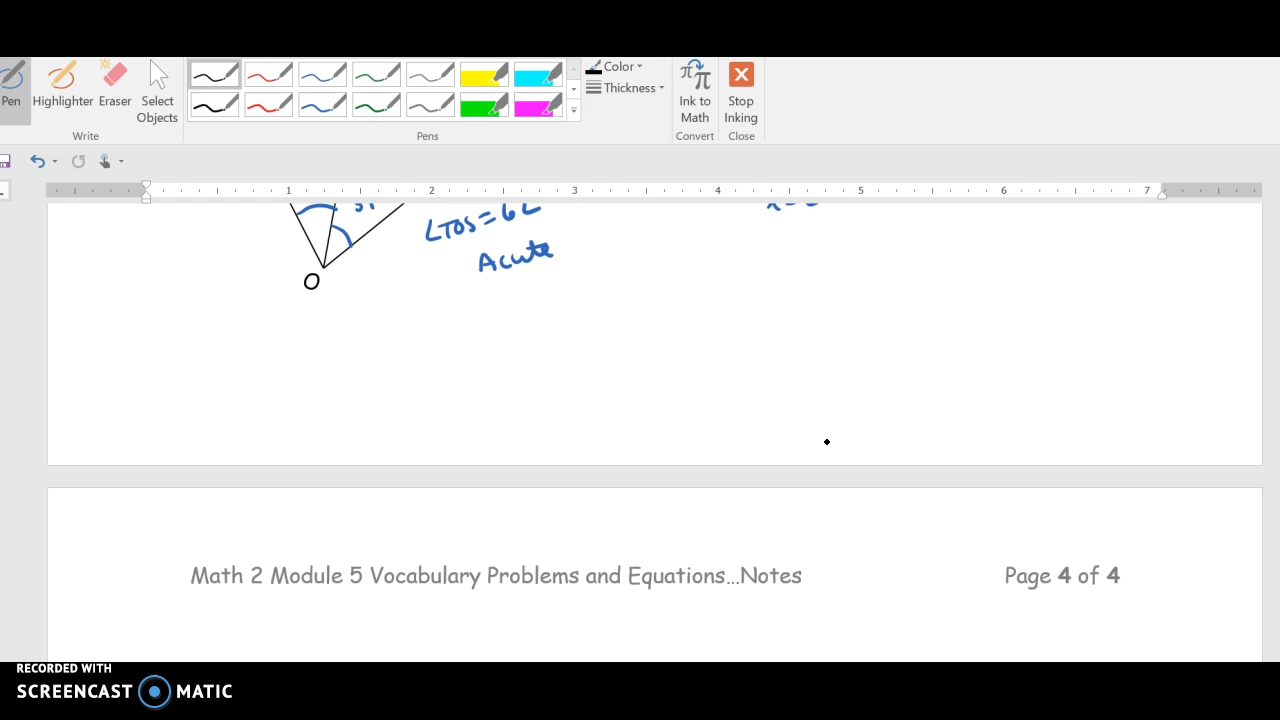 Color
Thickness
Pen
Highlighter
Eraser
Select
Objects
Ink to
Math
Stop
Inking
Write
Pens
Convert
Close
1 2 3 4 5 6 7
∠TOS = 62
Acute
O
Math 2 Module 5 Vocabulary Problems and Equations...Notes
Page 4 of 4
RECORDED WITH
SCREENCAST MATIC